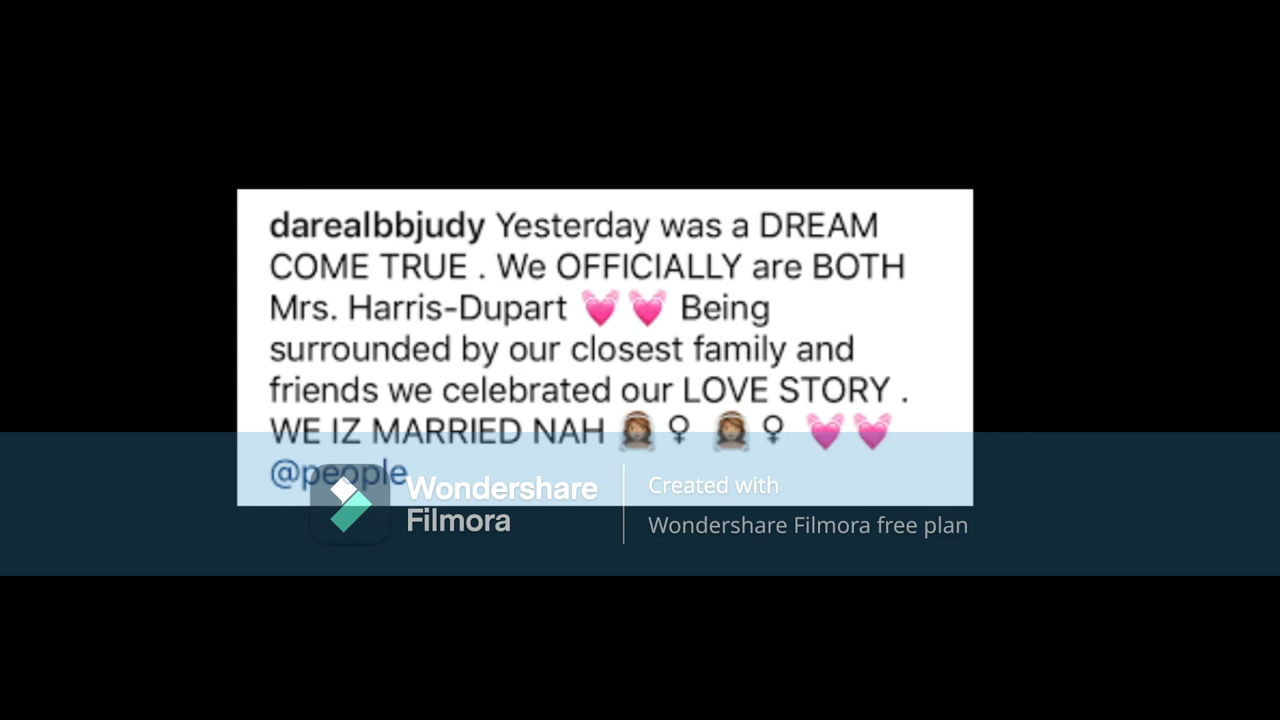 darealbbjudy Yesterday was a DREAM
COME TRUE . We OFFICIALLY are BOTH
Mrs. Harris-Dupart 💓 💓 Being
surrounded by our closest family and
friends we celebrated our LOVE STORY .
WE IZ MARRIED NAH 👰🏽 ♀ 👰🏽 ♀ 💓 💓
@people
Wondershare
Filmora
Created with
Wondershare Filmora free plan